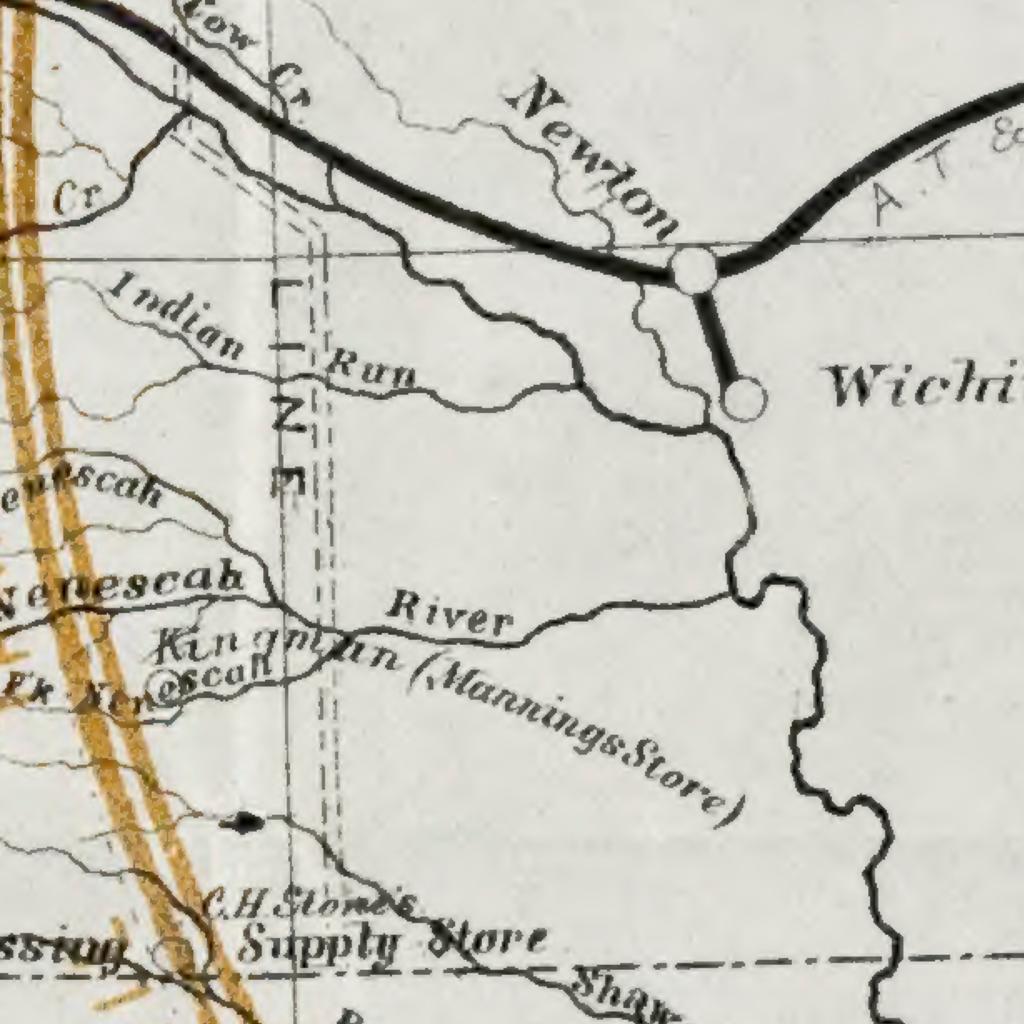 Cow Cr.
Newton
A.T &
Cr
LINE
Indian Run
Wichi
enescah
Nenescah River
Kingman (Mannings Store)
Fk Nenescah
C.H. Stone's
Supply Store
ssing
Shaw